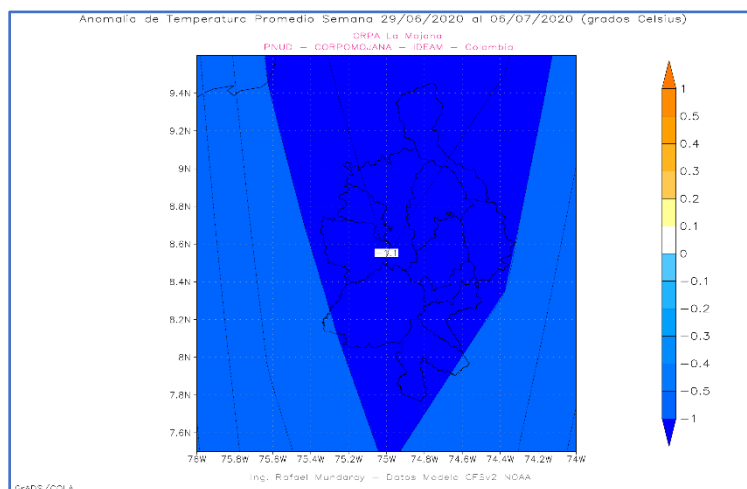 Anomalía de Temperatura Promedio Semana 29/06/2020 al 06/07/2020 (grados Celsius)
CRPA La Mojana
PNUD – CORPOMOJANA – IDEAM – Colombia
9.4N
9.2N
9N
8.8N
8.6N
8.4N
8.2N
8N
7.8N
7.6N
-1.1
76W 75.8W 75.6W 75.4W 75.2W 75W 74.8W 74.6W 74.4W 74.2W 74W
1
0.5
0.4
0.3
0.2
0.1
0
-0.1
-0.2
-0.3
-0.4
-0.5
-1
Ing. Rafael Mundaray – Datos Modelo CFSv2 NOAA
GrADS/COLA